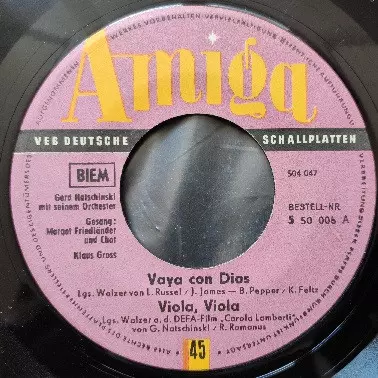 Amiga
VEB DEUTSCHE SCHALLPLATTEN
BIEM
504 047
Gerd Natschinski
mit seinem Orchester
BESTELL-NR
5 50 006 A
Gesang:
Margot Friedländer
und Chor
Klaus Gross
Vaya con Dios
Lgs. Walzer von L. Russel / J. James – B. Pepper / K. Feltz
Viola, Viola
Lgs. Walzer a. d. DEFA-Film „Carola Lamberti"
von G. Natschinski / R. Romanus
45